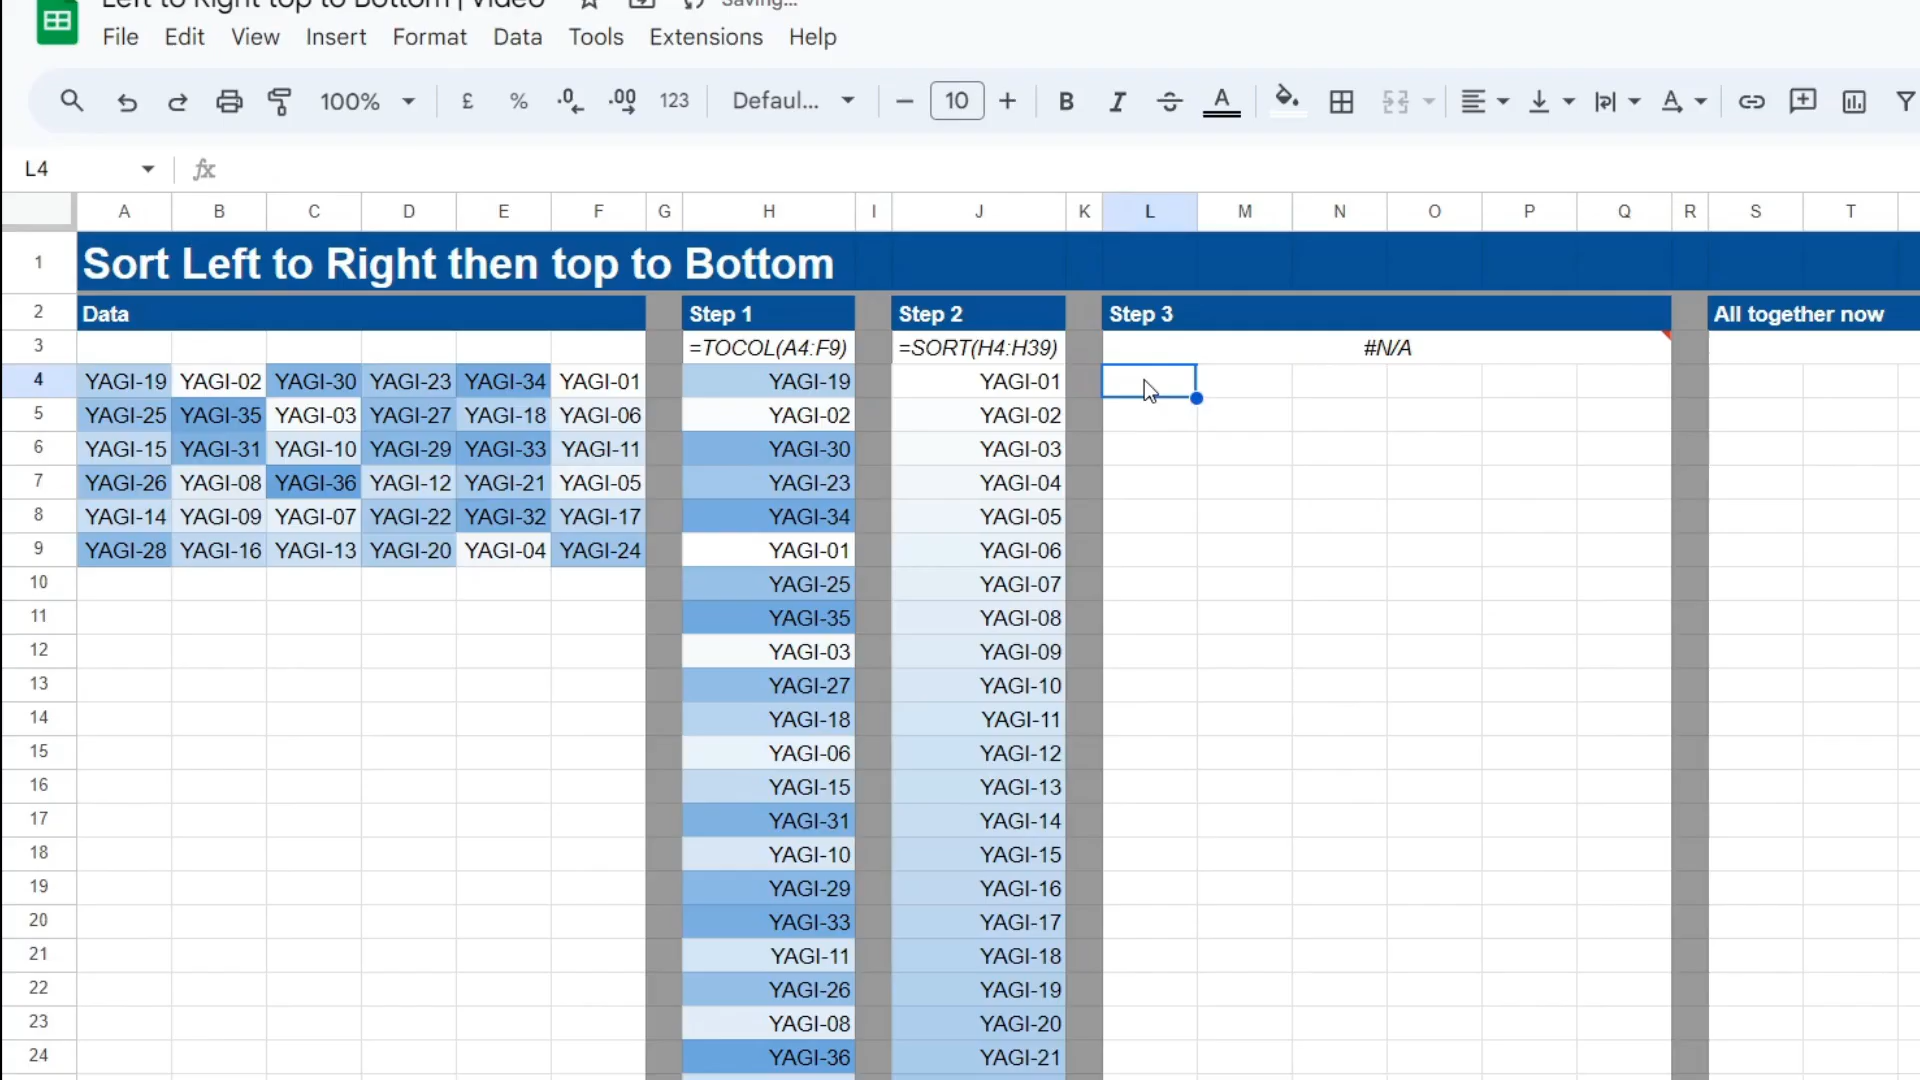 Left to Right top to Bottom | Video Saving...
File Edit View Insert Format Data Tools Extensions Help
100% £ % .0 .00 123 Defaul... 10 B I A
L4 fx
A B C D E F G H I J K L M N O P Q R S T
1 Sort Left to Right then top to Bottom
2 Data Step 1 Step 2 Step 3 All together now
3 =TOCOL(A4:F9) =SORT(H4:H39) #N/A
4 YAGI-19 YAGI-02 YAGI-30 YAGI-23 YAGI-34 YAGI-01 YAGI-19 YAGI-01
5 YAGI-25 YAGI-35 YAGI-03 YAGI-27 YAGI-18 YAGI-06 YAGI-02 YAGI-02
6 YAGI-15 YAGI-31 YAGI-10 YAGI-29 YAGI-33 YAGI-11 YAGI-30 YAGI-03
7 YAGI-26 YAGI-08 YAGI-36 YAGI-12 YAGI-21 YAGI-05 YAGI-23 YAGI-04
8 YAGI-14 YAGI-09 YAGI-07 YAGI-22 YAGI-32 YAGI-17 YAGI-34 YAGI-05
9 YAGI-28 YAGI-16 YAGI-13 YAGI-20 YAGI-04 YAGI-24 YAGI-01 YAGI-06
10 YAGI-25 YAGI-07
11 YAGI-35 YAGI-08
12 YAGI-03 YAGI-09
13 YAGI-27 YAGI-10
14 YAGI-18 YAGI-11
15 YAGI-06 YAGI-12
16 YAGI-15 YAGI-13
17 YAGI-31 YAGI-14
18 YAGI-10 YAGI-15
19 YAGI-29 YAGI-16
20 YAGI-33 YAGI-17
21 YAGI-11 YAGI-18
22 YAGI-26 YAGI-19
23 YAGI-08 YAGI-20
24 YAGI-36 YAGI-21